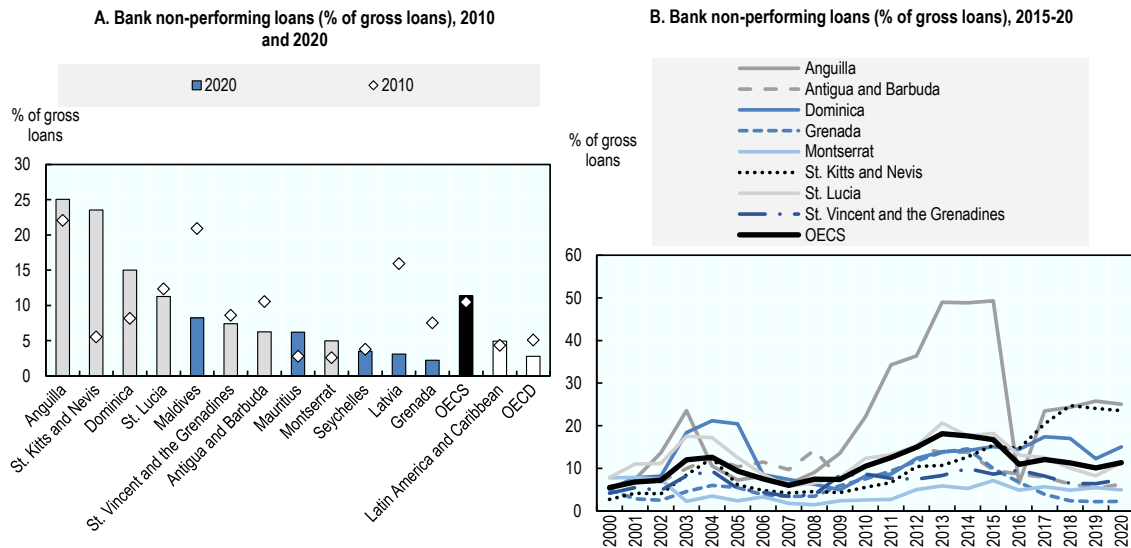 A. Bank non-performing loans (% of gross loans), 2010
and 2020
2020
2010
% of gross
loans
30
25
20
15
10
5
0
Anguilla
St. Kitts and Nevis
Dominica
St. Lucia
Maldives
St. Vincent and the Grenadines
Antigua and Barbuda
Mauritius
Montserrat
Seychelles
Latvia
Grenada
OECS
Latin America and Caribbean
OECD
B. Bank non-performing loans (% of gross loans), 2015-20
Anguilla
Antigua and Barbuda
Dominica
Grenada
Montserrat
St. Kitts and Nevis
St. Lucia
St. Vincent and the Grenadines
OECS
% of gross
loans
60
50
40
30
20
10
0
2000
2001
2002
2003
2004
2005
2006
2007
2008
2009
2010
2011
2012
2013
2014
2015
2016
2017
2018
2019
2020